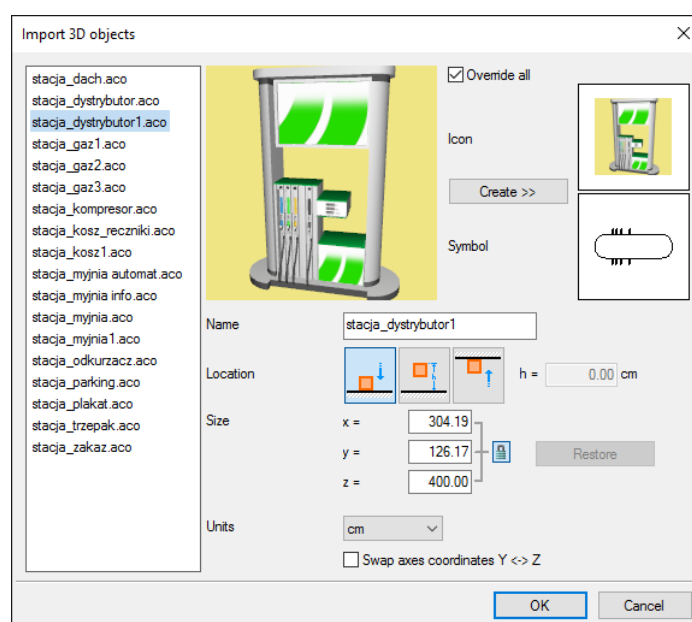 Import 3D objects
stacja_dach.aco
stacja_dystrybutor.aco
stacja_dystrybutor1.aco
stacja_gaz1.aco
stacja_gaz2.aco
stacja_gaz3.aco
stacja_kompresor.aco
stacja_kosz_reczniki.aco
stacja_kosz1.aco
stacja_myjnia automat.aco
stacja_myjnia info.aco
stacja_myjnia.aco
stacja_myjnia1.aco
stacja_odkurzacz.aco
stacja_parking.aco
stacja_plakat.aco
stacja_trzepak.aco
stacja_zakaz.aco
Override all
Icon
Create >>
Symbol
Name stacja_dystrybutor1
Location h = 0.00 cm
Size x = 304.19
y = 126.17 Restore
z = 400.00
Units cm
Swap axes coordinates Y <-> Z
OK Cancel